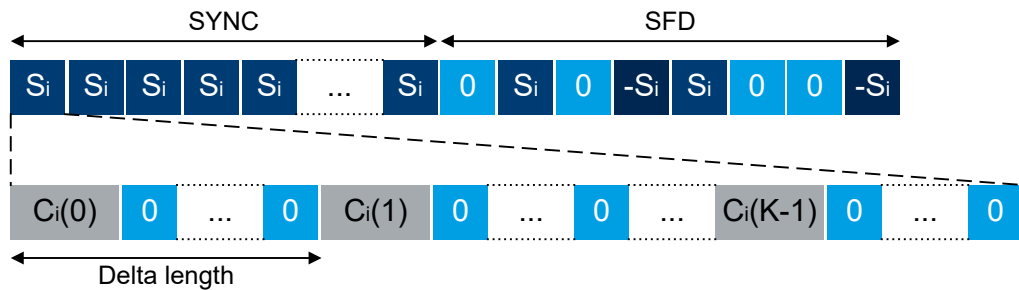 SYNC SFD
Si Si Si Si Si ... Si 0 Si 0 -Si Si 0 0 -Si
Ci(0) 0 ... 0 Ci(1) 0 ... 0 ... Ci(K-1) 0 ... 0
Delta length